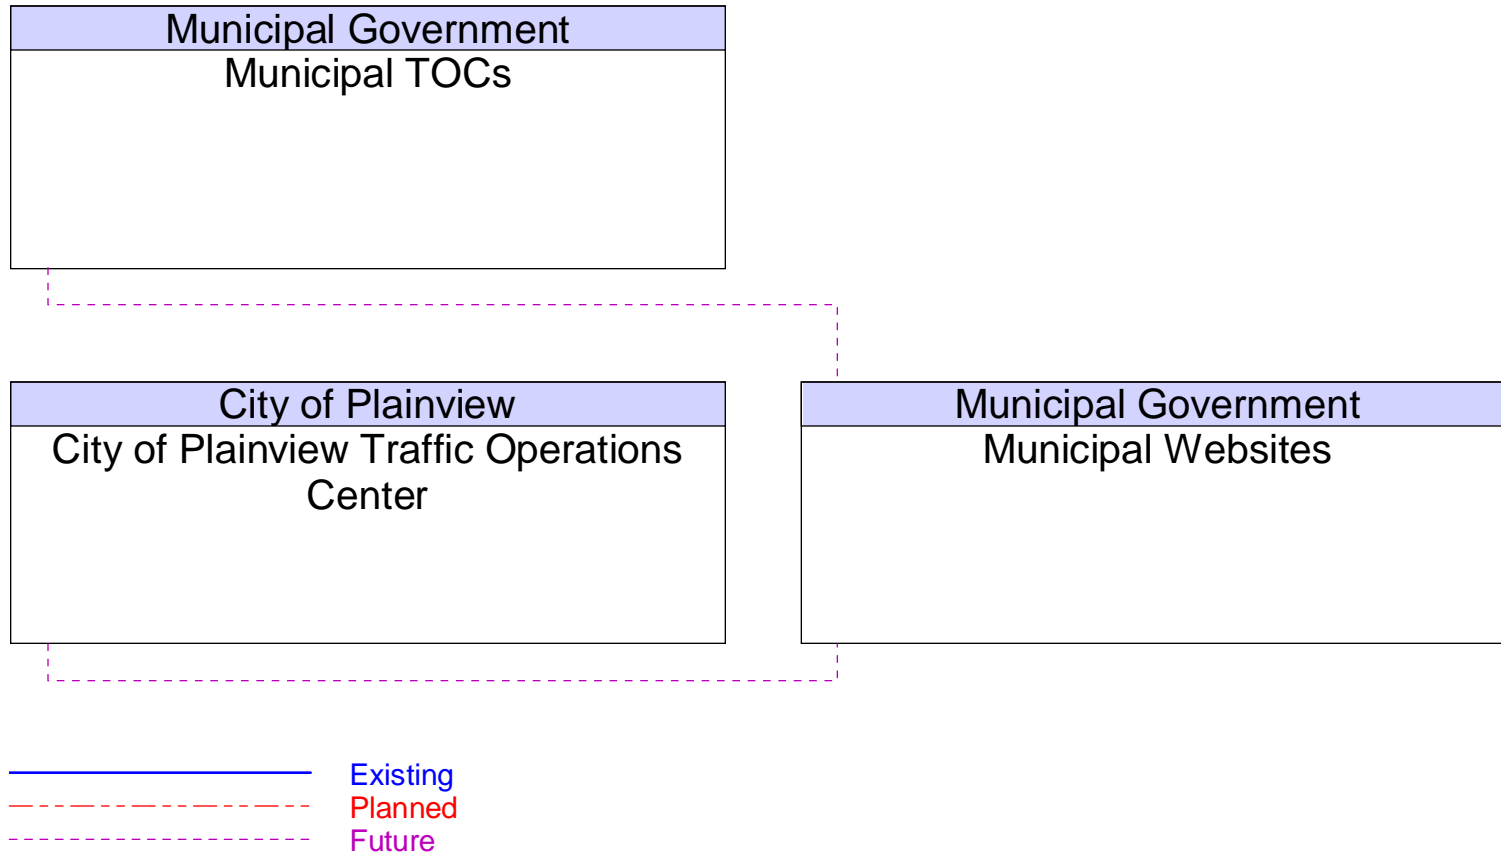 Municipal Government
Municipal TOCs
City of Plainview
City of Plainview Traffic Operations
Center
Municipal Government
Municipal Websites
Existing
Planned
Future